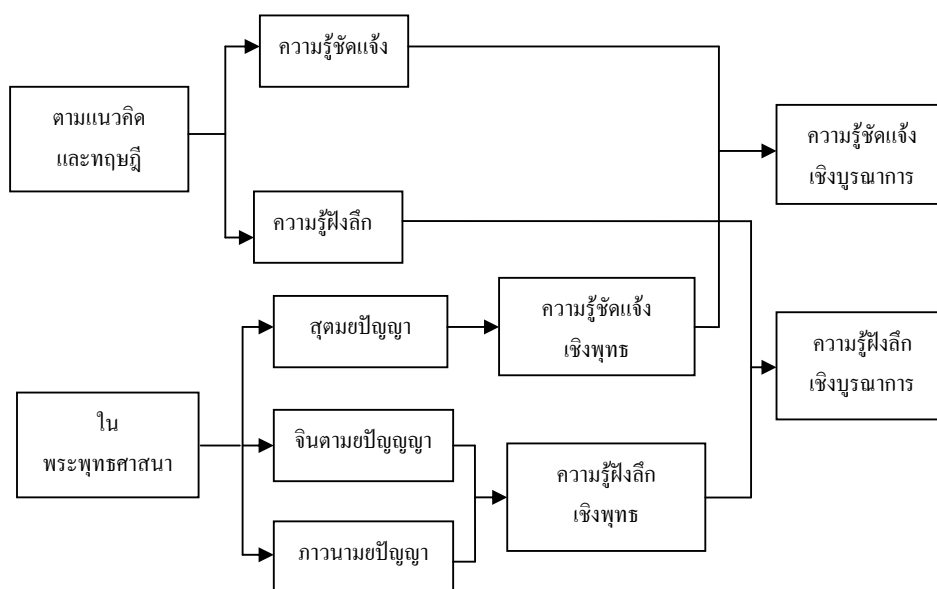 ความรู้ชัดแจ้ง
ตามแนวคิด
และทฤษฎี
ความรู้ชัดแจ้ง
เชิงบูรณาการ
ความรู้ฝังลึก
สุตมยปัญญา
ความรู้ชัดแจ้ง
เชิงพุทธ
ความรู้ฝังลึก
เชิงบูรณาการ
ใน
พระพุทธศาสนา
จินตามยปัญญญา
ความรู้ฝังลึก
เชิงพุทธ
ภาวนามยปัญญา